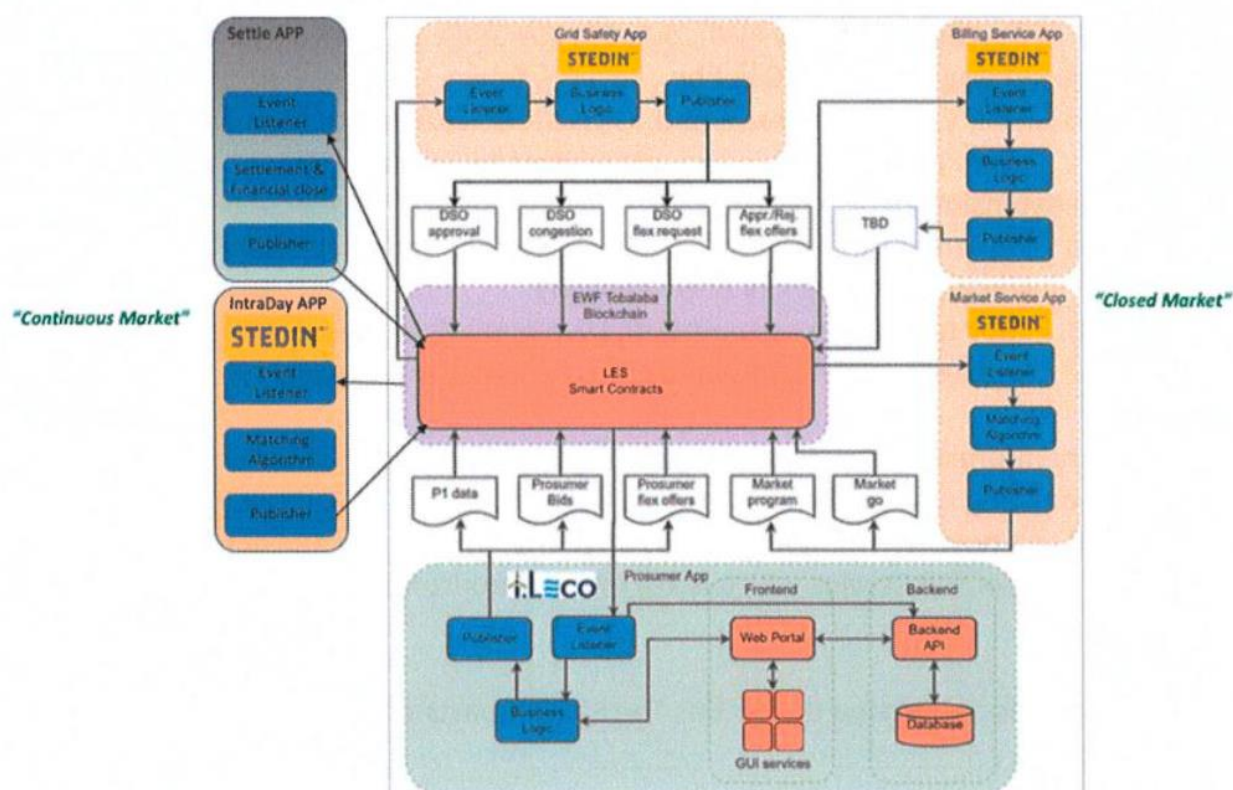 Settle APP
Event
Listener
Settlement &
Financial close
Publisher
"Continuous Market"
IntraDay APP
STEDIN
Event
Listener
Matching
Algorithm
Publisher
Grid Safety App
STEDIN
Event
Listener
Business
Logic
Publisher
DSO
approval
DSO
congestion
DSO
flex request
Appr./Rej.
flex offers
TBD
EWF Tobalaba
Blockchain
LES
Smart Contracts
P1 data
Prosumer
Bids
Prosumer
flex offers
Market
program
Market
go
Billing Service App
STEDIN
Event
Listener
Business
Logic
Publisher
"Closed Market"
Market Service App
STEDIN
Event
Listener
Matching
Algorithm
Publisher
i.LECO
Prosumer App
Publisher
Event
Listener
Business
Logic
Frontend
Web Portal
GUI services
Backend
Backend
API
Database